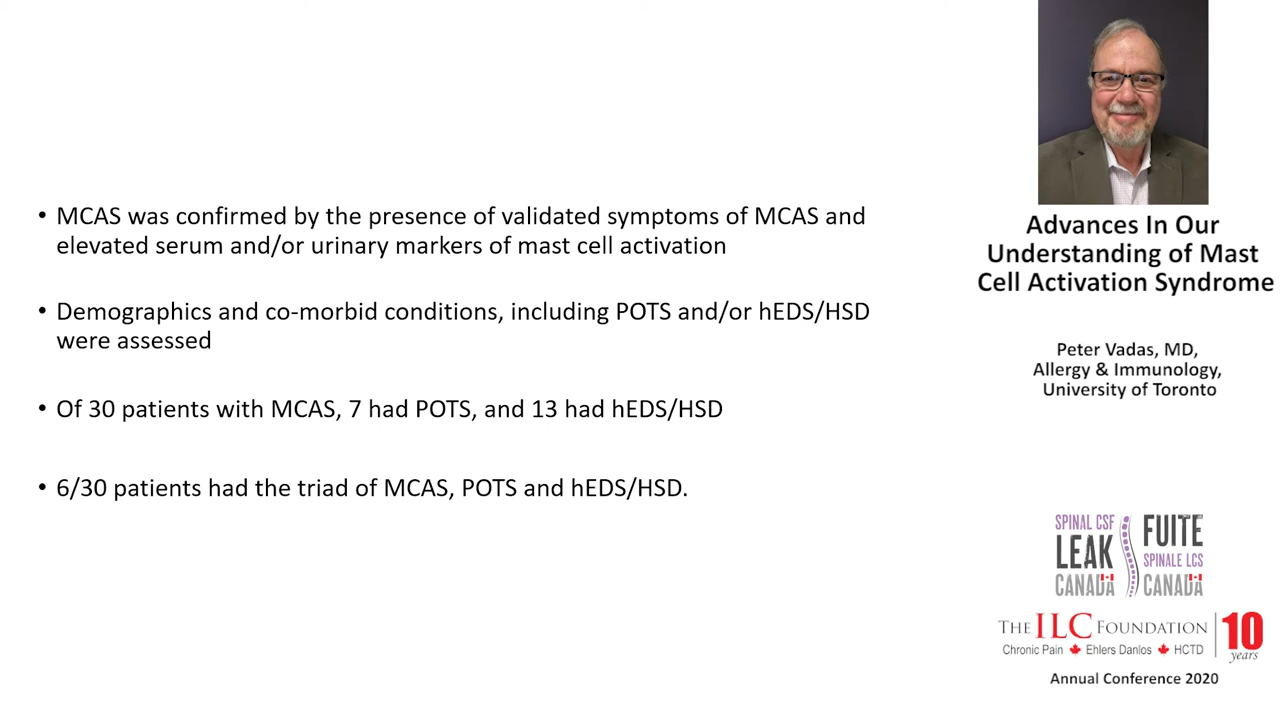 • MCAS was confirmed by the presence of validated symptoms of MCAS and
elevated serum and/or urinary markers of mast cell activation
• Demographics and co-morbid conditions, including POTS and/or hEDS/HSD
were assessed
• Of 30 patients with MCAS, 7 had POTS, and 13 had hEDS/HSD
• 6/30 patients had the triad of MCAS, POTS and hEDS/HSD.
Advances In Our
Understanding of Mast
Cell Activation Syndrome
Peter Vadas, MD,
Allergy & Immunology,
University of Toronto
SPINAL CSF
LEAK
CANADA
FUITE
SPINALE LCS
CANADA
THE ILC FOUNDATION
Chronic Pain Ehlers Danlos HCTD
10
years
Annual Conference 2020